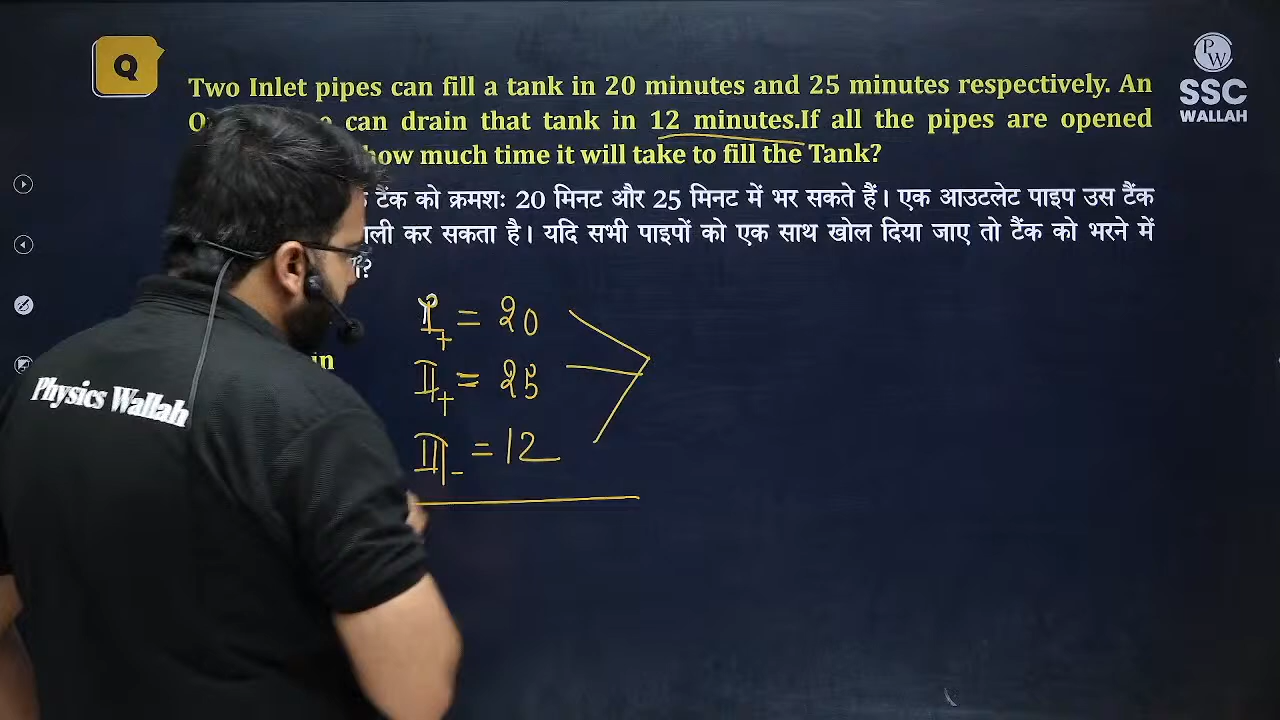 Q
Two Inlet pipes can fill a tank in 20 minutes and 25 minutes respectively. An
can drain that tank in 12 minutes.If all the pipes are opened
how much time it will take to fill the Tank?
PW
SSC
WALLAH
टैंक को क्रमशः 20 मिनट और 25 मिनट में भर सकते हैं। एक आउटलेट पाइप उस टैंक
कर सकता है। यदि सभी पाइपों को एक साथ खोल दिया जाए तो टैंक को भरने में
I+ = 20
in
II+ = 25
Physics Wallah
III- = 12